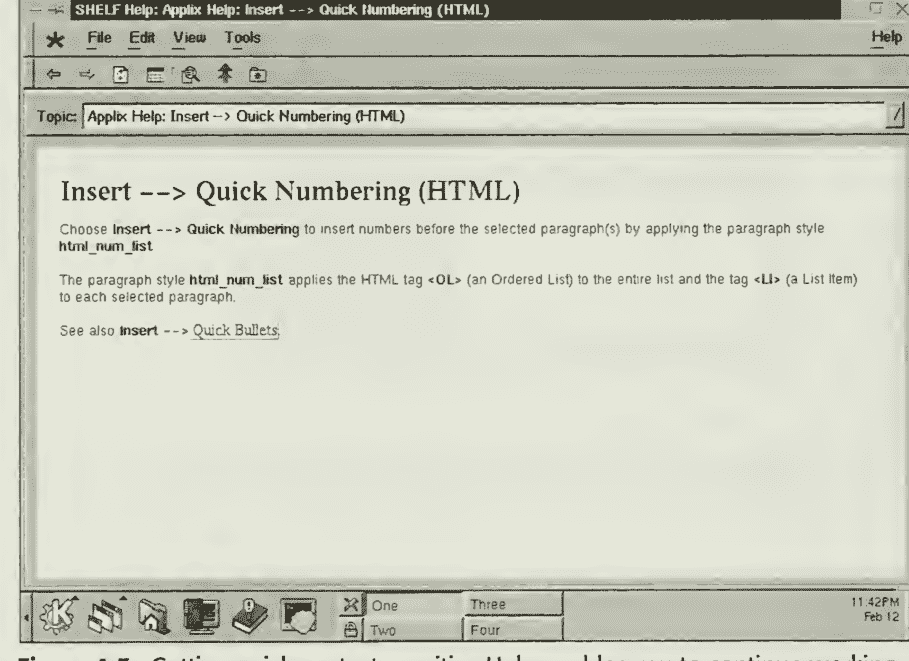 SHELF Help: Applix Help: Insert --> Quick Numbering (HTML)
File Edit View Tools Help
Topic: Applix Help: Insert --> Quick Numbering (HTML)
Insert --> Quick Numbering (HTML)
Choose Insert --> Quick Numbering to insert numbers before the selected paragraph(s) by applying the paragraph style
html_num_list
The paragraph style html_num_list applies the HTML tag <OL> (an Ordered List) to the entire list and the tag <LI> (a List Item)
to each selected paragraph.
See also Insert --> Quick Bullets.
One Three 11:42PM
Two Four Feb 12